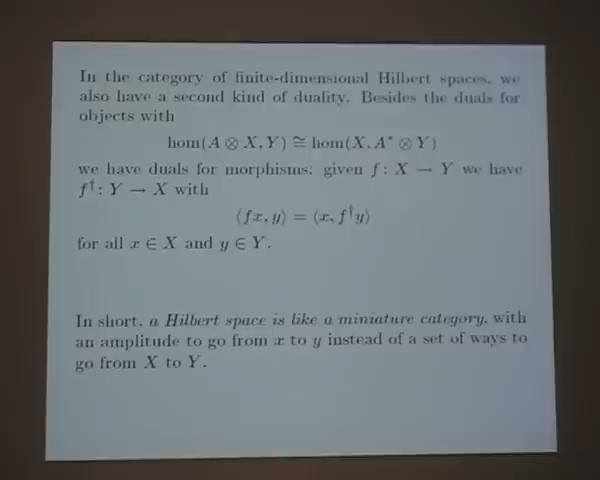 In the category of finite-dimensional Hilbert spaces, we
also have a second kind of duality. Besides the duals for
objects with
hom(A ⊗ X, Y) ≅ hom(X, A* ⊗ Y)
we have duals for morphisms: given f: X → Y we have
f†: Y → X with
⟨fx, y⟩ = ⟨x, f†y⟩
for all x ∈ X and y ∈ Y.
In short, a Hilbert space is like a miniature category, with
an amplitude to go from x to y instead of a set of ways to
go from X to Y.